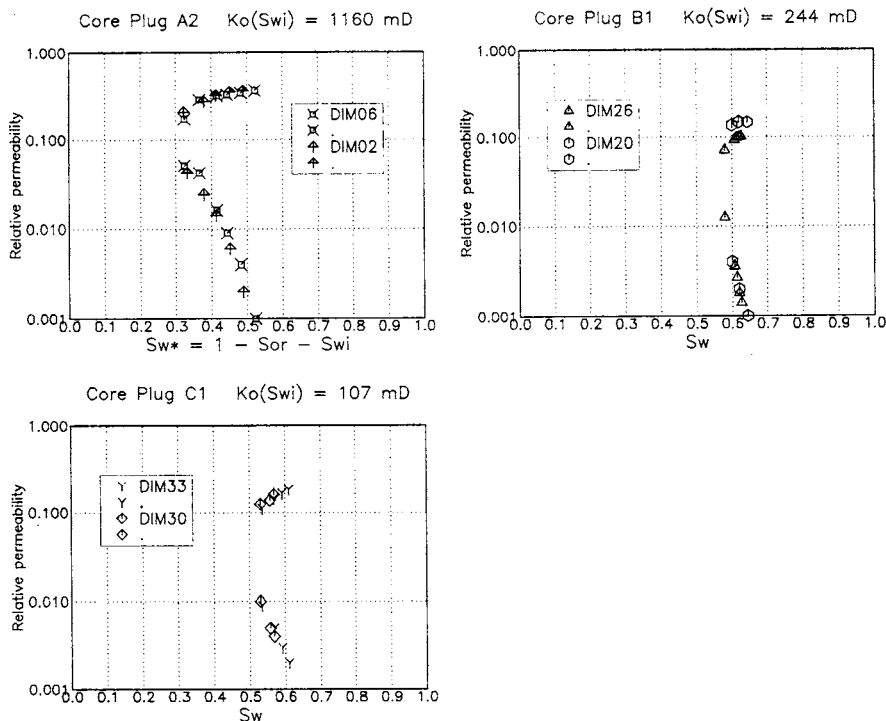 Core Plug A2 Ko(Swi) = 1160 mD
Relative permeability
1.000
0.100
0.010
0.001
DIM06
.
DIM02
.
0.0 0.1 0.2 0.3 0.4 0.5 0.6 0.7 0.8 0.9 1.0
Sw* = 1 - Sor - Swi
Core Plug B1 Ko(Swi) = 244 mD
Relative permeability
1.000
0.100
0.010
0.001
DIM26
.
DIM20
.
0.0 0.1 0.2 0.3 0.4 0.5 0.6 0.7 0.8 0.9 1.0
Sw
Core Plug C1 Ko(Swi) = 107 mD
Relative permeability
1.000
0.100
0.010
0.001
DIM33
.
DIM30
.
0.0 0.1 0.2 0.3 0.4 0.5 0.6 0.7 0.8 0.9 1.0
Sw